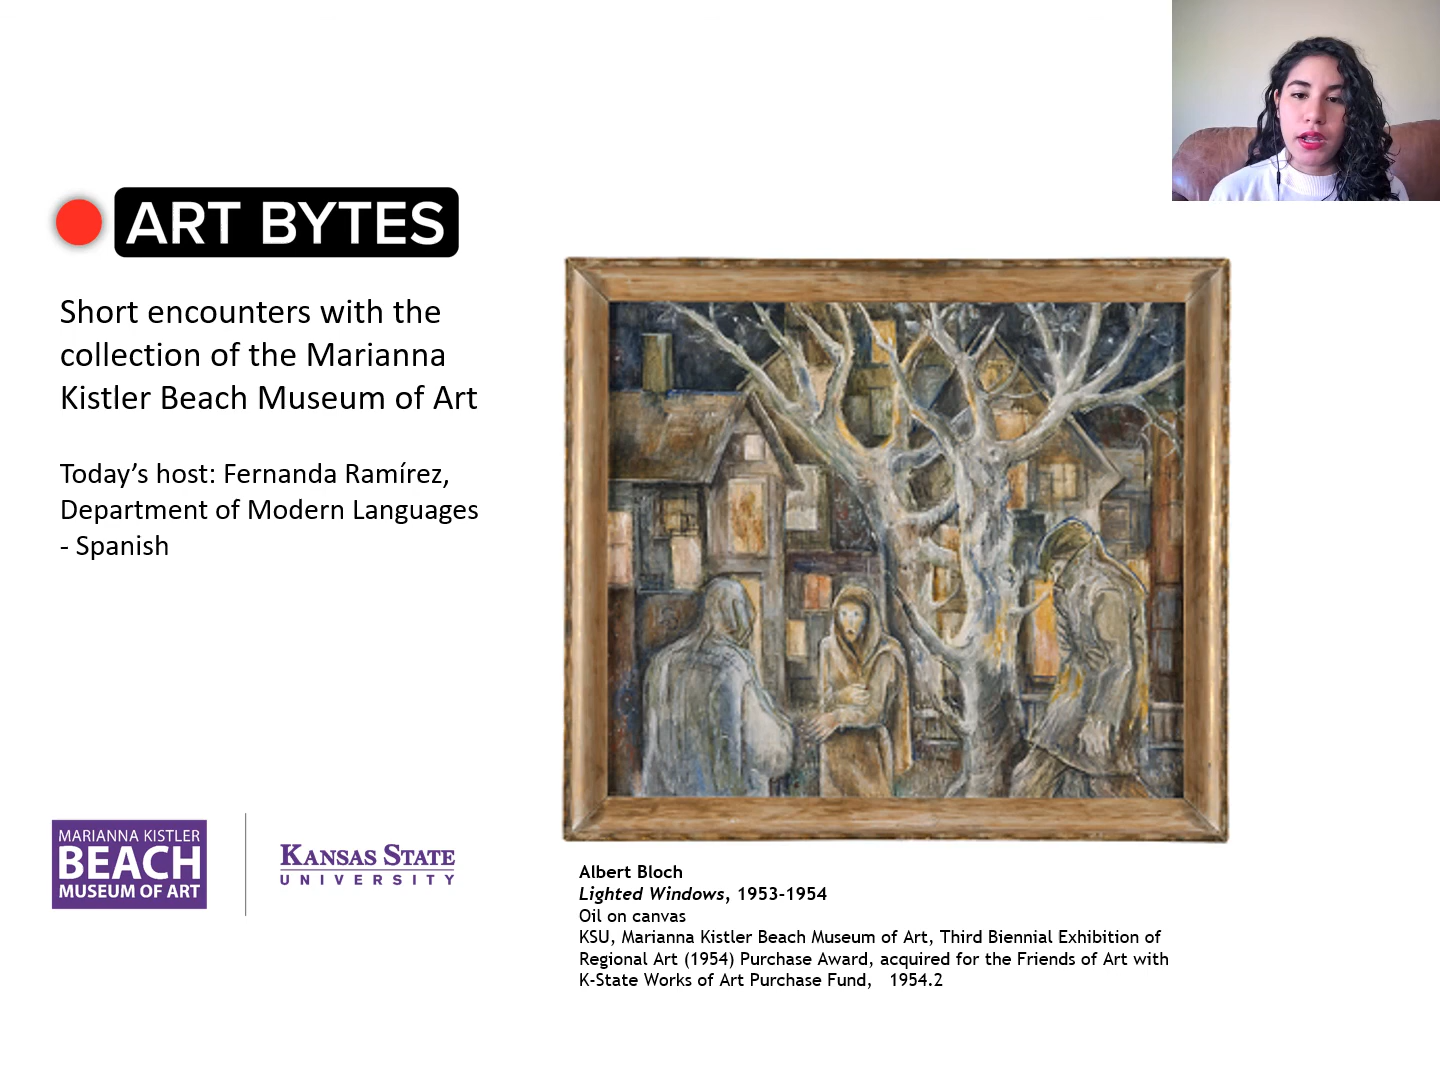 ART BYTES
Short encounters with the
collection of the Marianna
Kistler Beach Museum of Art
Today’s host: Fernanda Ramírez,
Department of Modern Languages
- Spanish
MARIANNA KISTLER
BEACH
MUSEUM OF ART
KANSAS STATE
UNIVERSITY
Albert Bloch
Lighted Windows, 1953-1954
Oil on canvas
KSU, Marianna Kistler Beach Museum of Art, Third Biennial Exhibition of
Regional Art (1954) Purchase Award, acquired for the Friends of Art with
K-State Works of Art Purchase Fund, 1954.2